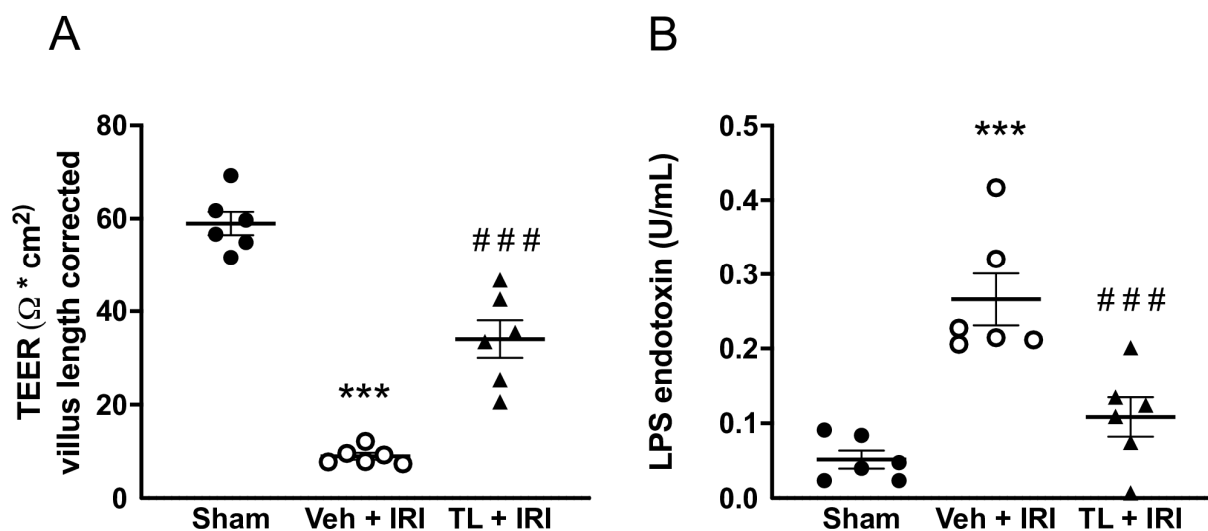 A
TEER (Ω * cm²)
villus length corrected
80
60
40
20
0
***
# # #
Sham
Veh + IRI
TL + IRI
B
LPS endotoxin (U/mL)
0.5
0.4
0.3
0.2
0.1
0.0
***
# # #
Sham
Veh + IRI
TL + IRI